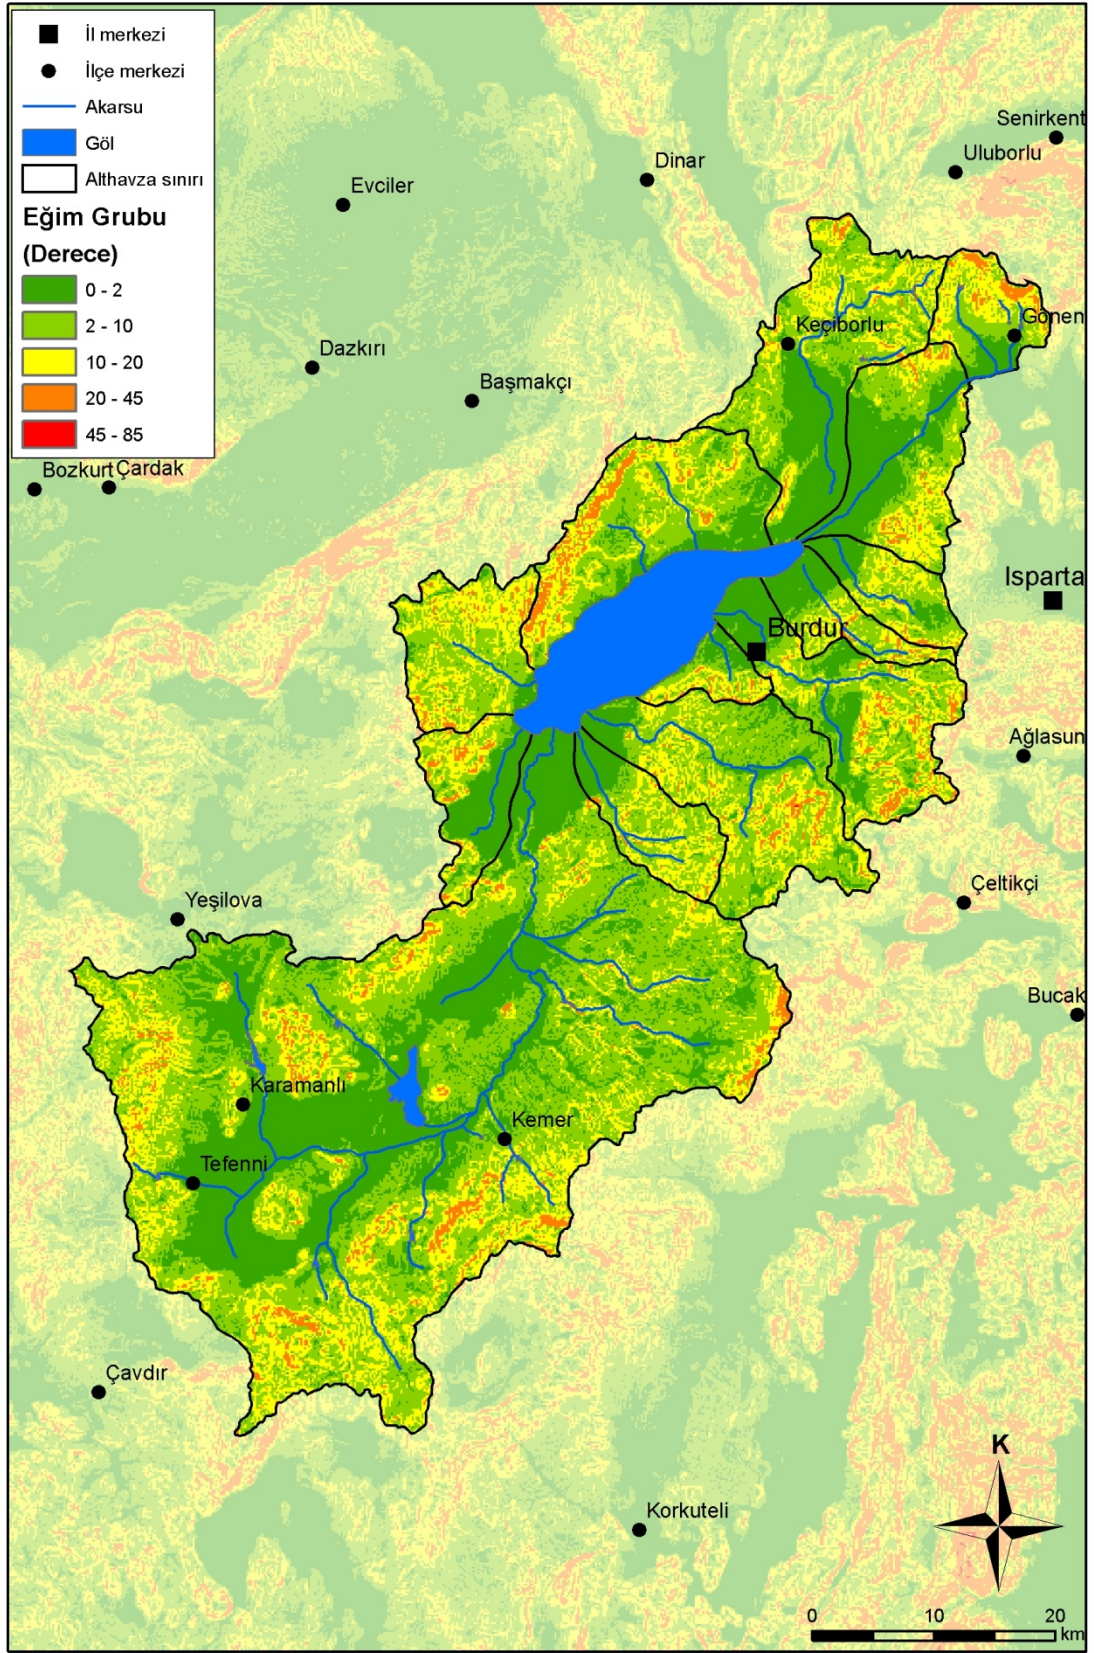 İl merkezi
İlçe merkezi
Akarsu
Göl
Althavza sınırı
Eğim Grubu
(Derece)
0 - 2
2 - 10
10 - 20
20 - 45
45 - 85
Senirkent
Uluborlu
Dinar
Evciler
Gönen
Keçiborlu
Dazkırı
Başmakçı
Bozkurt
Çardak
Isparta
Burdur
Ağlasun
Çeltikçi
Yeşilova
Bucak
Karamanlı
Kemer
Tefenni
Çavdır
K
Korkuteli
0 10 20
km